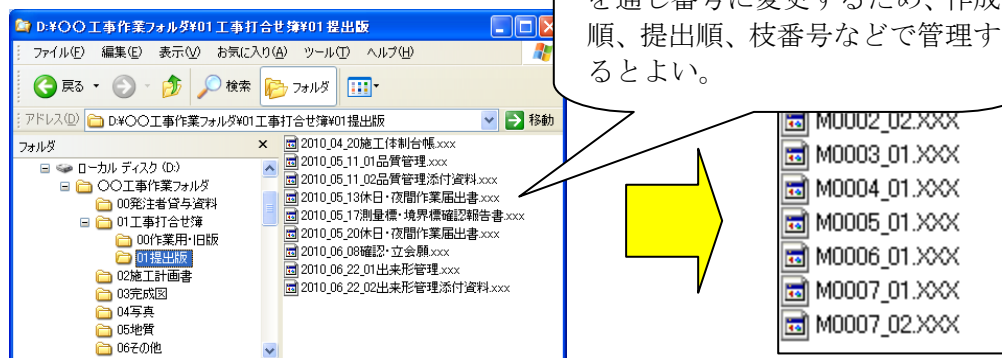 D:¥〇〇工事作業フォルダ¥01工事打合せ簿¥01提出版
ファイル(F) 編集(E) 表示(V) お気に入り(A) ツール(T) ヘルプ(H)
戻る 検索 フォルダ
アドレス(D) D:¥〇〇工事作業フォルダ¥01工事打合せ簿¥01提出版 移動
フォルダ ×
ローカル ディスク (D:)
〇〇工事作業フォルダ
00発注者貸与資料
01工事打合せ簿
00作業用・旧版
01提出版
02施工計画書
03完成図
04写真
05地質
06その他
2010_04_20施工体制台帳.xxx
2010_05_11_01品質管理.xxx
2010_05_11_02品質管理添付資料.xxx
2010_05_13休日・夜間作業届出書.xxx
2010_05_17測量標・境界標確認報告書.xxx
2010_05_20休日・夜間作業届出書.xxx
2010_06_08確認・立会願.xxx
2010_06_22_01出来形管理.xxx
2010_06_22_02出来形管理添付資料.xxx
を通し番号に変更するため、作成
順、提出順、枝番号などで管理す
るとよい。
M0002_02.XXX
M0003_01.XXX
M0004_01.XXX
M0005_01.XXX
M0006_01.XXX
M0007_01.XXX
M0007_02.XXX